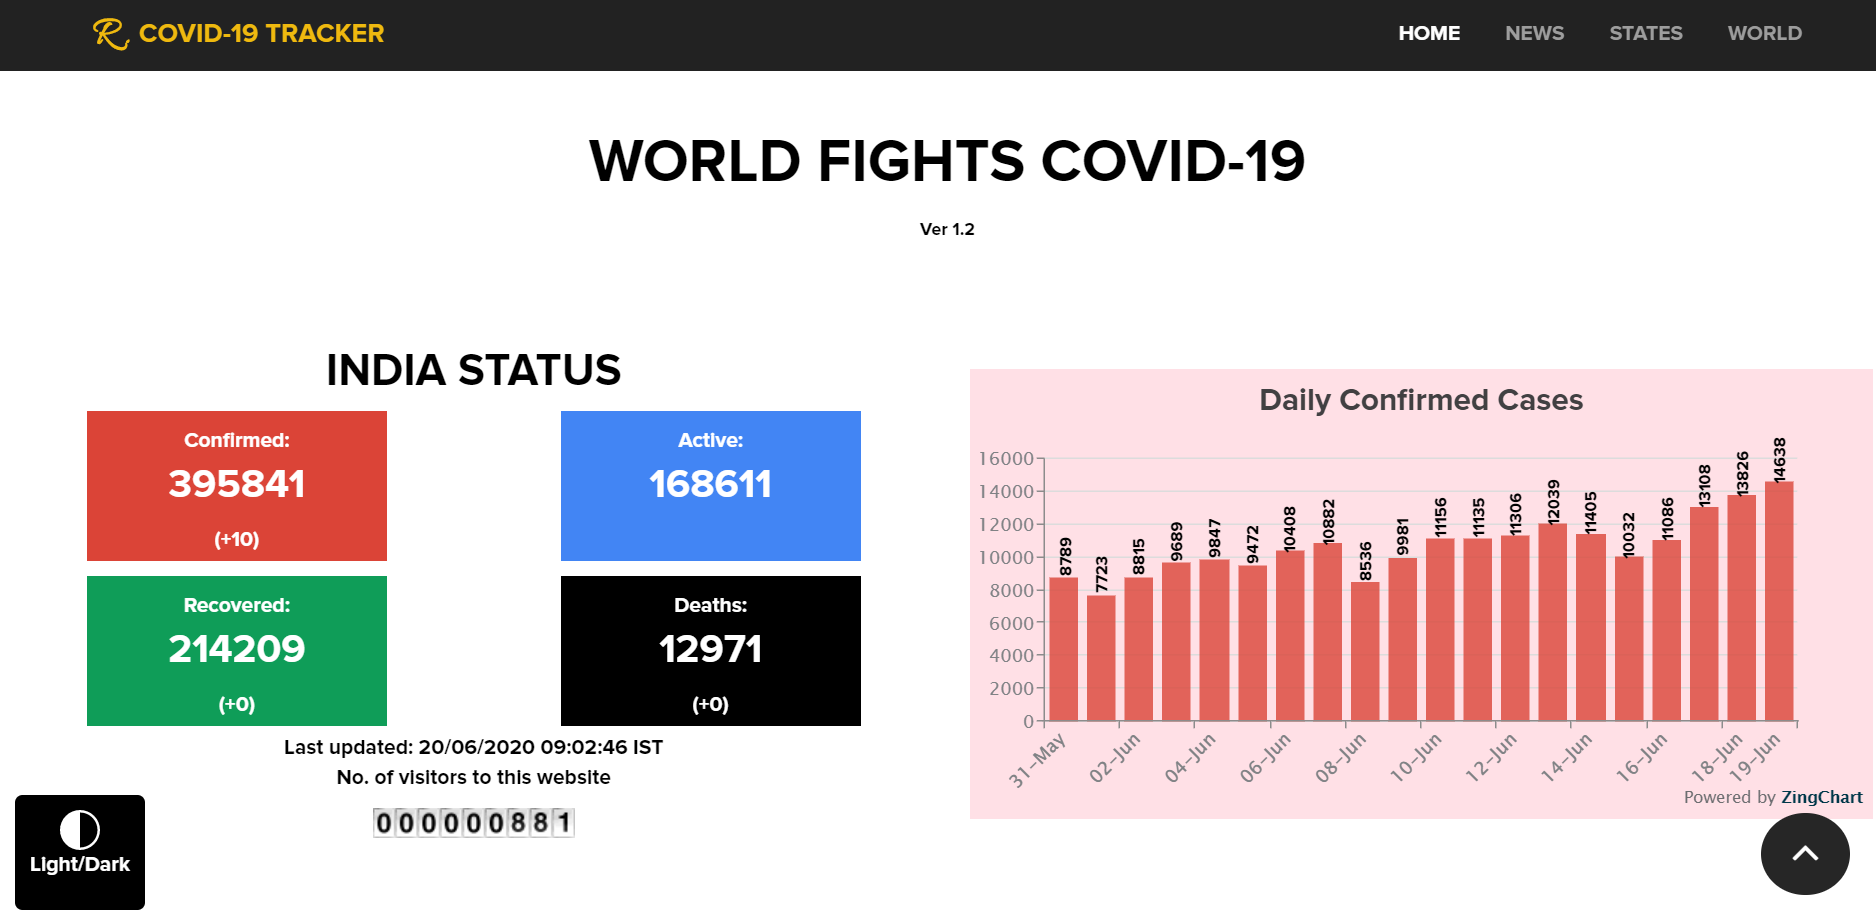 R COVID-19 TRACKER
HOME NEWS STATES WORLD
WORLD FIGHTS COVID-19
Ver 1.2
INDIA STATUS
Confirmed:
395841
(+10)
Active:
168611
Recovered:
214209
(+0)
Deaths:
12971
(+0)
Last updated: 20/06/2020 09:02:46 IST
No. of visitors to this website
000000881
Light/Dark
Daily Confirmed Cases
16000
14000
12000
10000
8000
6000
4000
2000
0
8789 7723 8815 9689 9847 9472 10408 10882 8536 9981 11156 11135 11306 12039 11405 10032 11086 13108 13826 14638
31-May 02-Jun 04-Jun 06-Jun 08-Jun 10-Jun 12-Jun 14-Jun 16-Jun 18-Jun 19-Jun
Powered by ZingChart